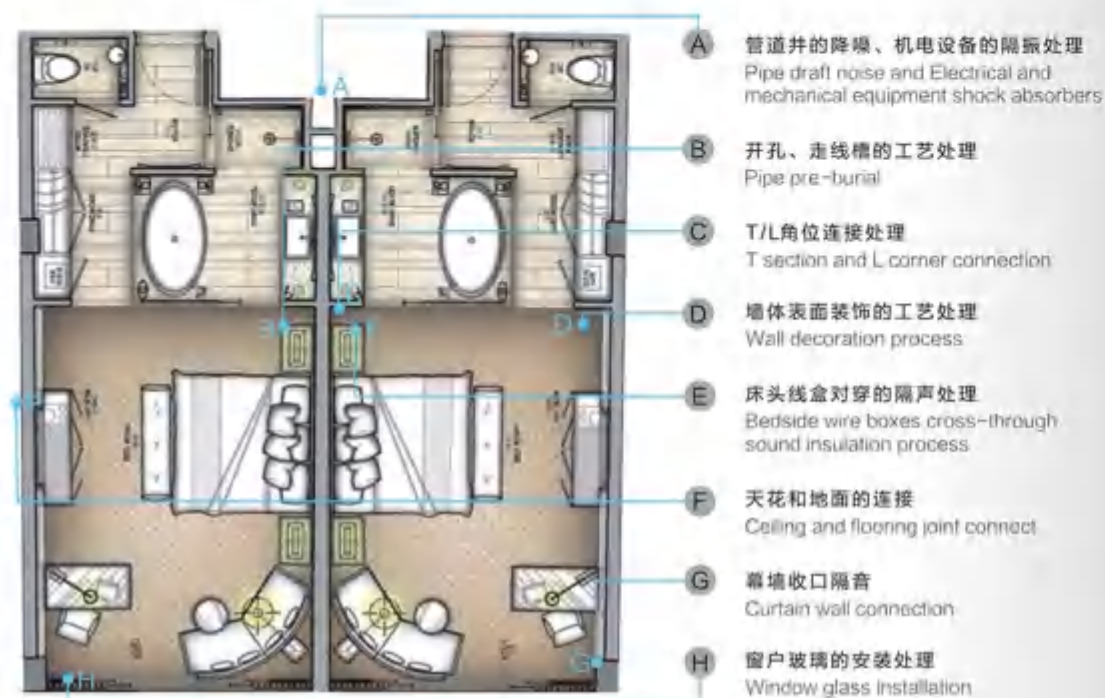 A
管道井的降噪、机电设备的隔振处理
Pipe draft noise and Electrical and
mechanical equipment shock absorbers
B
开孔、走线槽的工艺处理
Pipe pre-burial
C
T/L角位连接处理
T section and L corner connection
D
墙体表面装饰的工艺处理
Wall decoration process
E
床头线盒对穿的隔声处理
Bedside wire boxes cross-through
sound insulation process
F
天花和地面的连接
Ceiling and flooring joint connect
G
幕墙收口隔音
Curtain wall connection
H
窗户玻璃的安装处理
Window glass installation
A
D
G
H